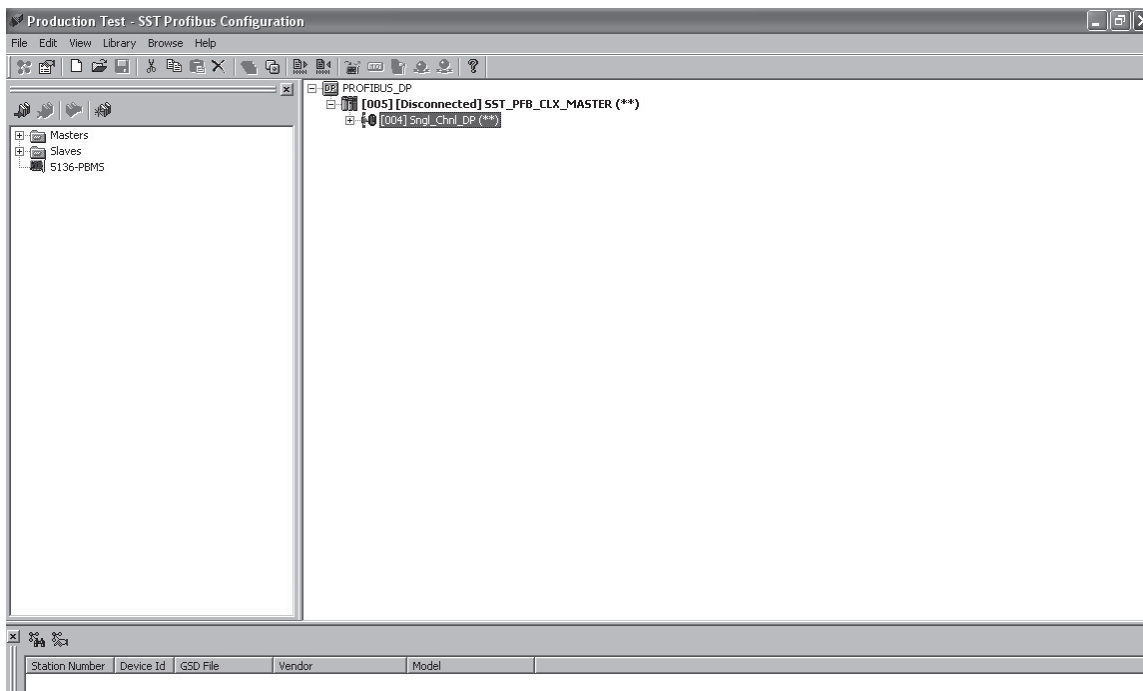 Production Test - SST Profibus Configuration
File Edit View Library Browse Help
PROFIBUS_DP
[005] [Disconnected] SST_PFB_CLX_MASTER (**)
[004] Sngl_Chnl_DP (**)
Masters
Slaves
5136-PBMS
Station Number Device Id GSD File Vendor Model